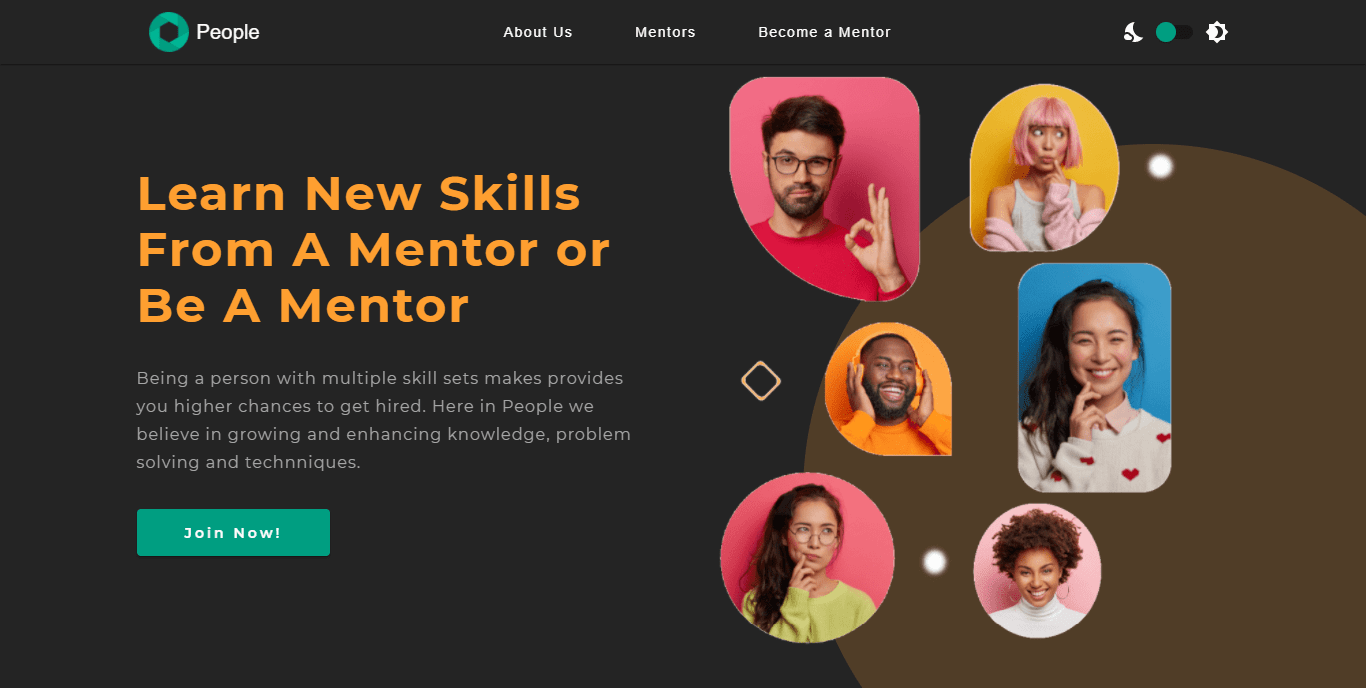 People
About Us
Mentors
Become a Mentor
Learn New Skills
From A Mentor or
Be A Mentor
Being a person with multiple skill sets makes provides
you higher chances to get hired. Here in People we
believe in growing and enhancing knowledge, problem
solving and technniques.
Join Now!